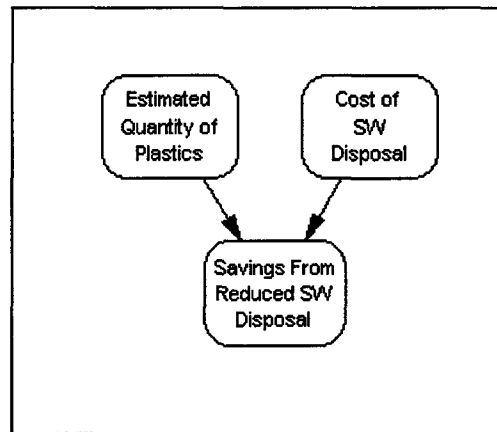 Estimated
Quantity of
Plastics
Cost of
SW
Disposal
Savings From
Reduced SW
Disposal